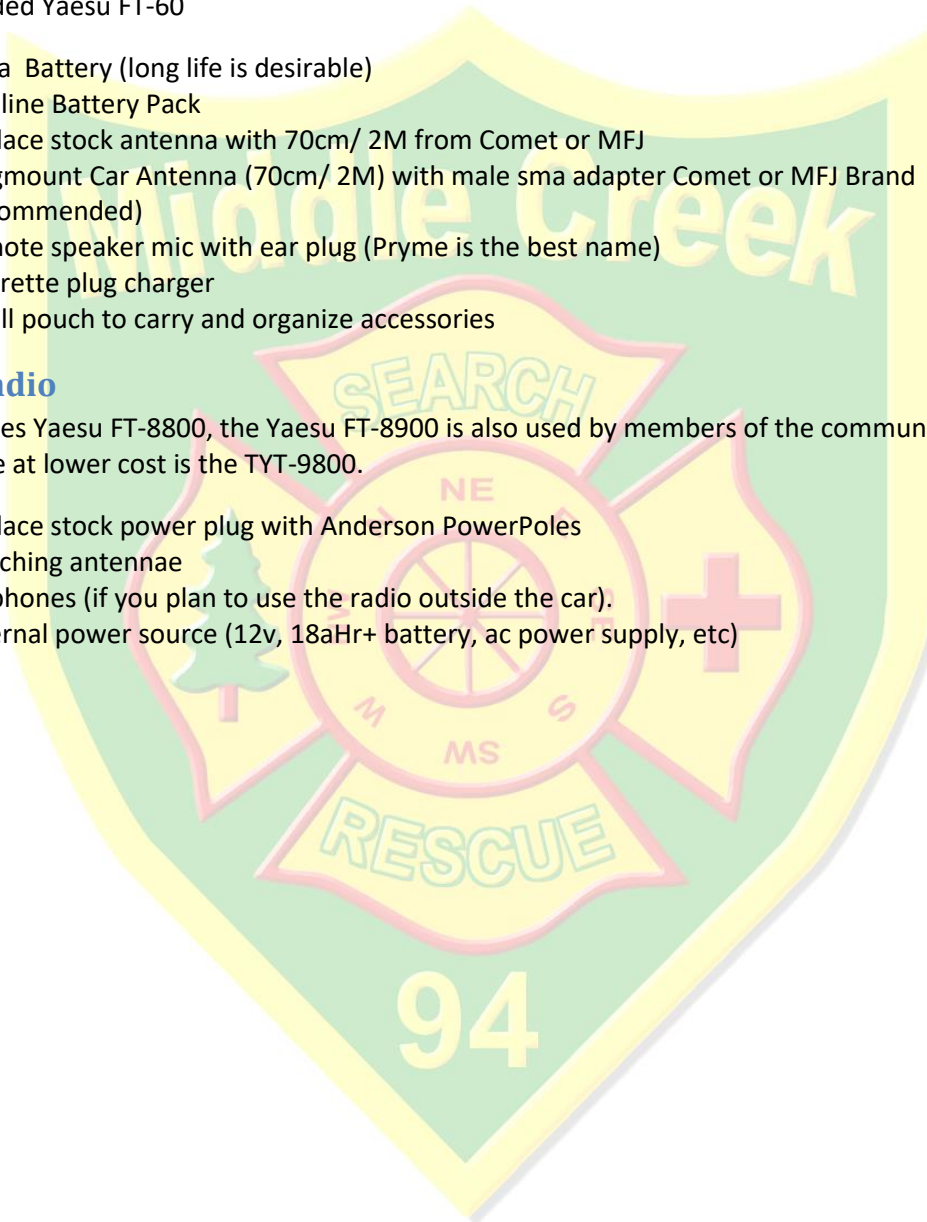 ded Yaesu FT-60
a Battery (long life is desirable)
line Battery Pack
lace stock antenna with 70cm/ 2M from Comet or MFJ
gmount Car Antenna (70cm/ 2M) with male sma adapter Comet or MFJ Brand
ommended)
mote speaker mic with ear plug (Pryme is the best name)
rette plug charger
ll pouch to carry and organize accessories
adio
es Yaesu FT-8800, the Yaesu FT-8900 is also used by members of the commun
e at lower cost is the TYT-9800.
lace stock power plug with Anderson PowerPoles
ching antennae
phones (if you plan to use the radio outside the car).
ernal power source (12v, 18aHr+ battery, ac power supply, etc)
Middle Creek
SEARCH
NE
E
SE
S
SW
W
NW
RESCUE
94